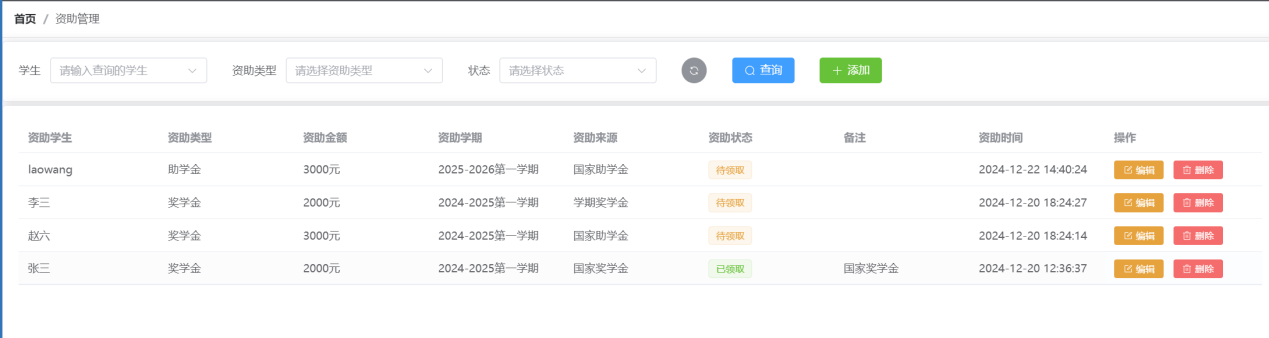 首页 / 资助管理
学生 请输入查询的学生 资助类型 请选择资助类型 状态 请选择状态 查询 添加
资助学生 资助类型 资助金额 资助学期 资助来源 资助状态 备注 资助时间 操作
laowang 助学金 3000元 2025-2026第一学期 国家助学金 待领取 2024-12-22 14:40:24 编辑 删除
李三 奖学金 2000元 2024-2025第一学期 学期奖学金 待领取 2024-12-20 18:24:27 编辑 删除
赵六 奖学金 3000元 2024-2025第一学期 国家助学金 待领取 2024-12-20 18:24:14 编辑 删除
张三 奖学金 2000元 2024-2025第一学期 国家奖学金 已领取 国家奖学金 2024-12-20 12:36:37 编辑 删除